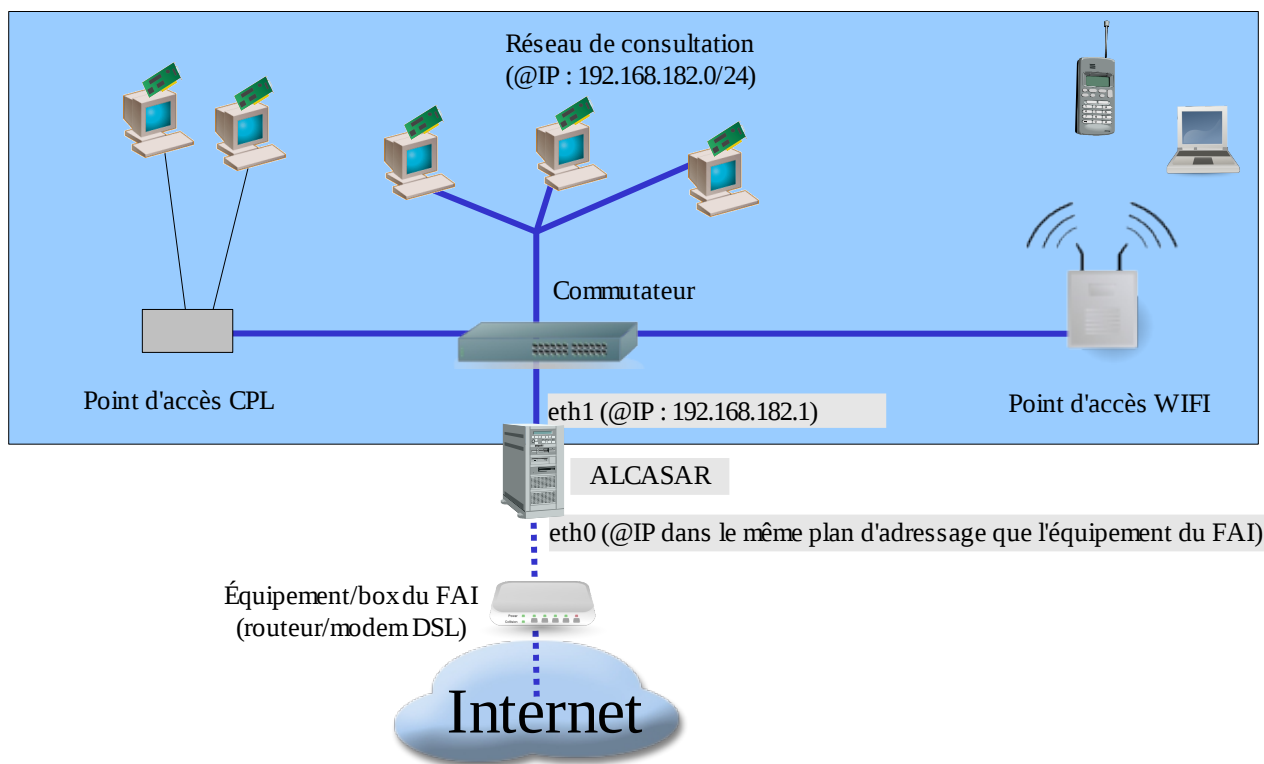 Réseau de consultation
(@IP : 192.168.182.0/24)
Commutateur
Point d'accès CPL
eth1 (@IP : 192.168.182.1)
Point d'accès WIFI
ALCASAR
eth0 (@IP dans le même plan d'adressage que l'équipement du FAI)
Équipement/box du FAI
(routeur/modem DSL)
Internet